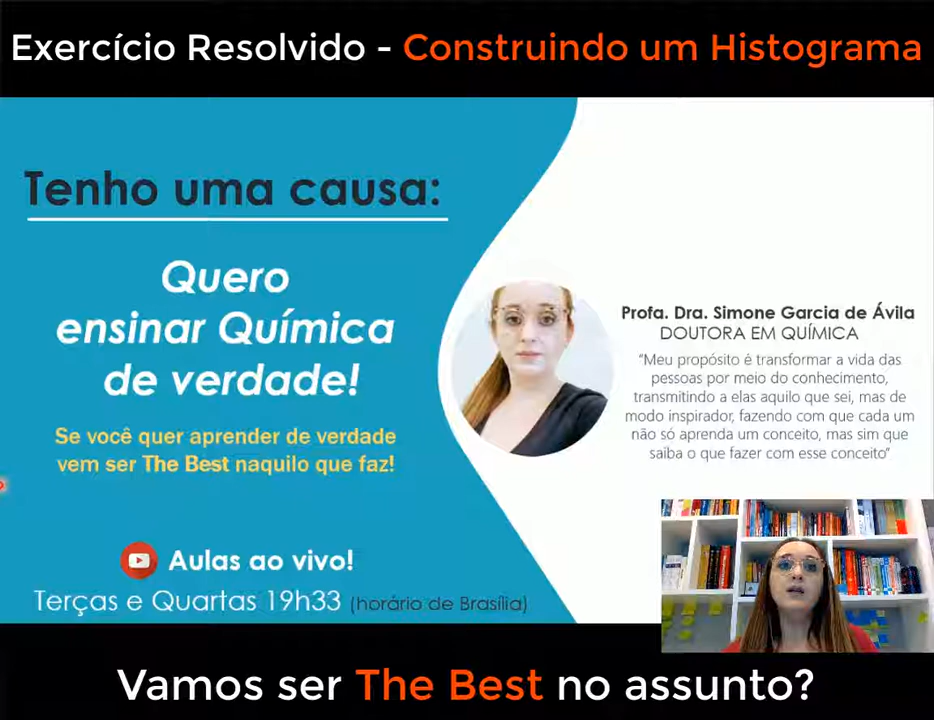 Exercício Resolvido - Construindo um Histograma
Tenho uma causa:
Quero
ensinar Química
de verdade!
Se você quer aprender de verdade
vem ser The Best naquilo que faz!
Aulas ao vivo!
Terças e Quartas 19h33 (horário de Brasília)
Profa. Dra. Simone Garcia de Ávila
DOUTORA EM QUÍMICA
“Meu propósito é transformar a vida das
pessoas por meio do conhecimento,
transmitindo a elas aquilo que sei, mas de
modo inspirador, fazendo com que cada um
não só aprenda um conceito, mas sim que
saiba o que fazer com esse conceito”
Vamos ser The Best no assunto?